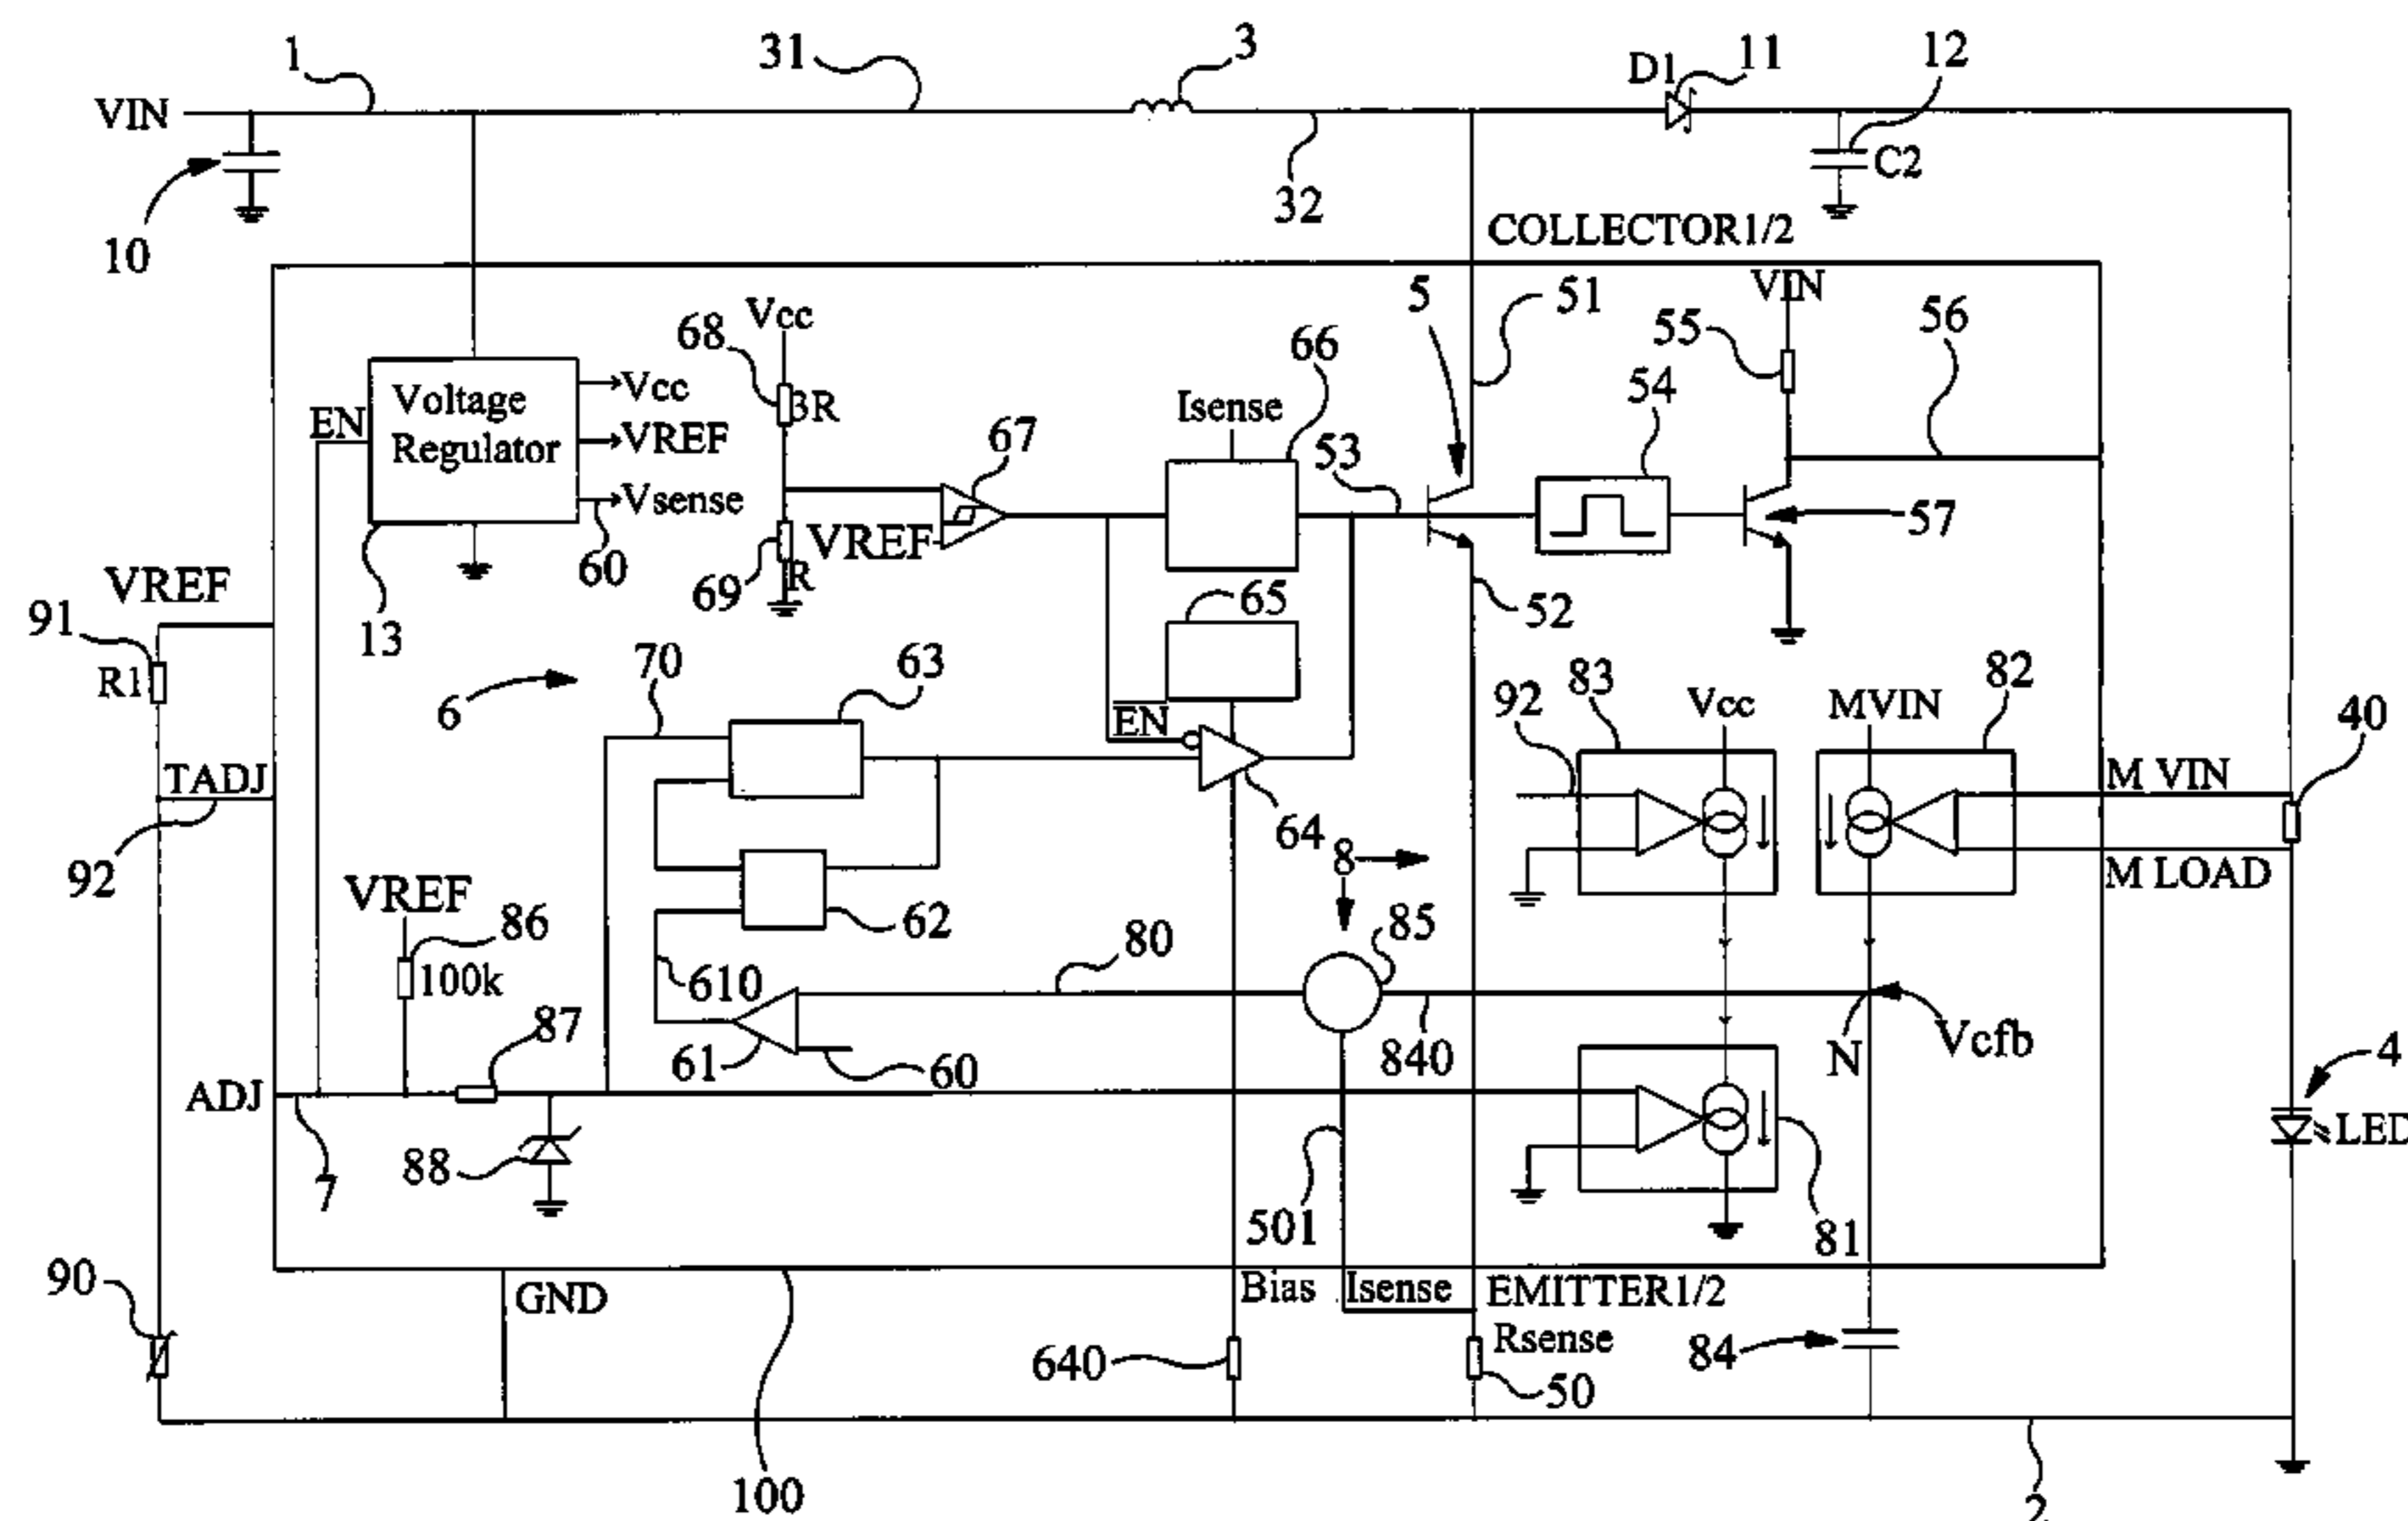 1
31
3
D1
11
12
VIN
C2
10
32
COLLECTOR1/2
VIN
5
51
55
56
Vcc
68
66
54
3R
Isense
EN
Voltage
Regulator
Vcc
VREF
Vsense
67
53
VREF
57
69
R
60
52
65
VREF
91
13
R1
70
63
6
EN
92
83
Vcc
MVIN
82
40
TADJ
M VIN
64
8
92
M LOAD
VREF
86
62
80
85
100k
610
87
61
60
840
N
Vcfb
4
ADJ
LED
7
88
501
81
90
GND
Bias
Isense
EMITTER1/2
Rsense
640
50
84
100
2